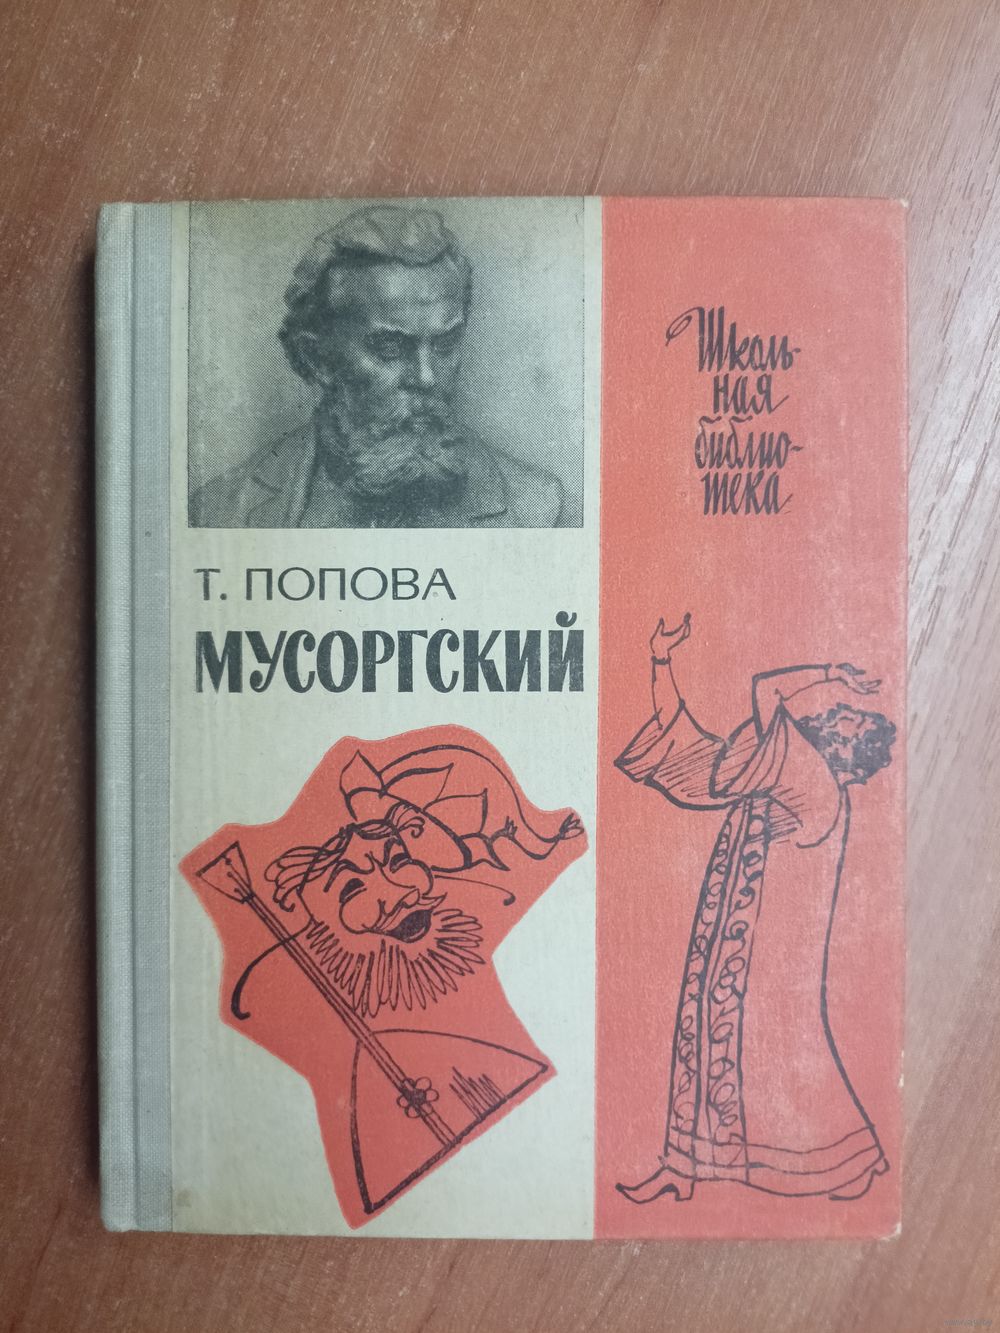 Т. ПОПОВА
МУСОРГСКИЙ
Школь-
ная
библио-
тека